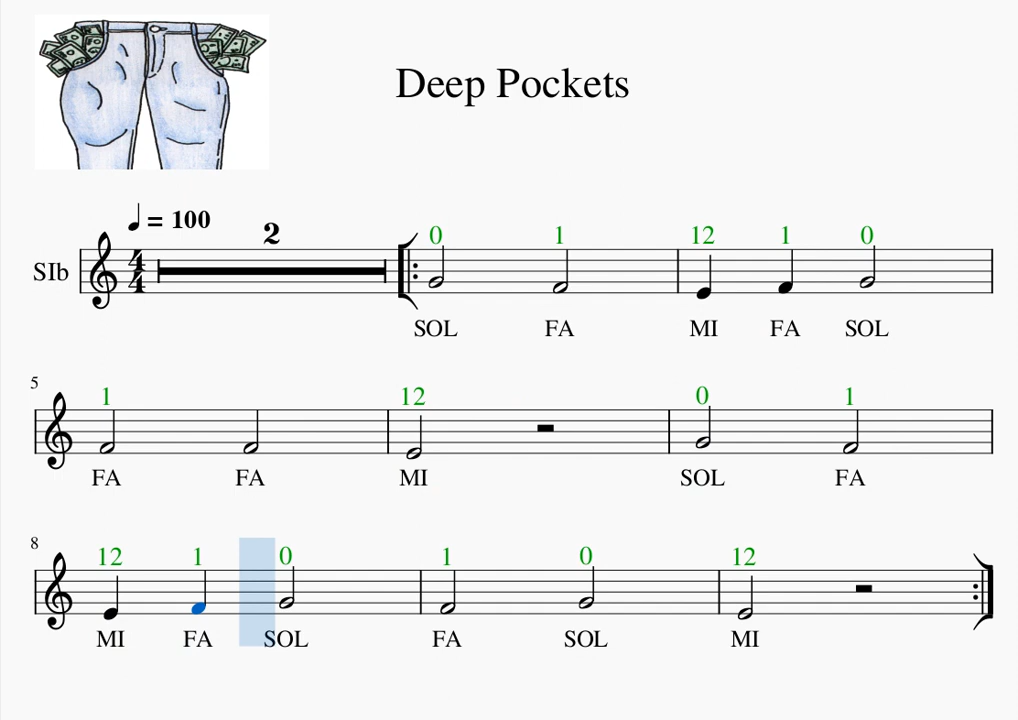 Deep Pockets
♩ = 100
2
0 1 12 1 0
SIb
4
4
SOL FA MI FA SOL
5
1 12 0 1
FA FA MI SOL FA
8
12 1 0 1 0 12
MI FA SOL FA SOL MI